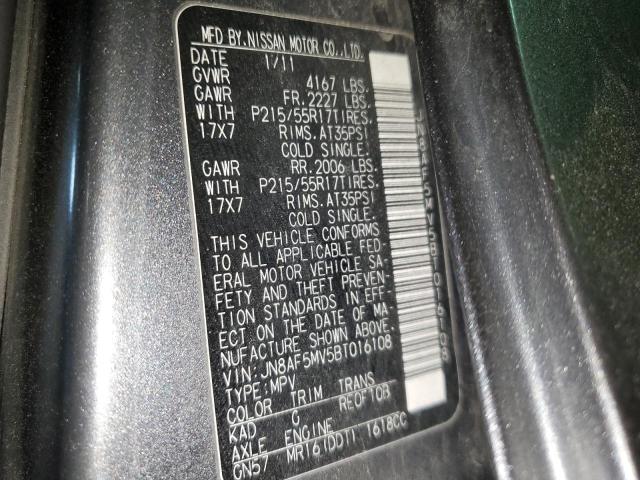 MFD BY.NISSAN MOTOR CO.,LTD.
DATE 1/11
GVWR 4167 LBS.
GAWR FR. 2227 LBS.
WITH P215/55R17TIRES.
17X7 RIMS.AT35PSI
COLD SINGLE.
GAWR RR. 2006 LBS.
WITH P215/55R17TIRES.
17X7 RIMS.AT35PSI
COLD SINGLE.
THIS VEHICLE CONFORMS
TO ALL APPLICABLE FED-
ERAL MOTOR VEHICLE SA-
FETY AND THEFT PREVEN-
TION STANDARDS IN EFF-
ECT ON THE DATE OF MA-
NUFACTURE SHOWN ABOVE.
VIN:JN8AF5MV5BT016108
TYPE:MPV
COLOR TRIM TRANS
KAD G RE0F10B
AXLE ENGINE
GN57 MR16(DDT) 1618CC